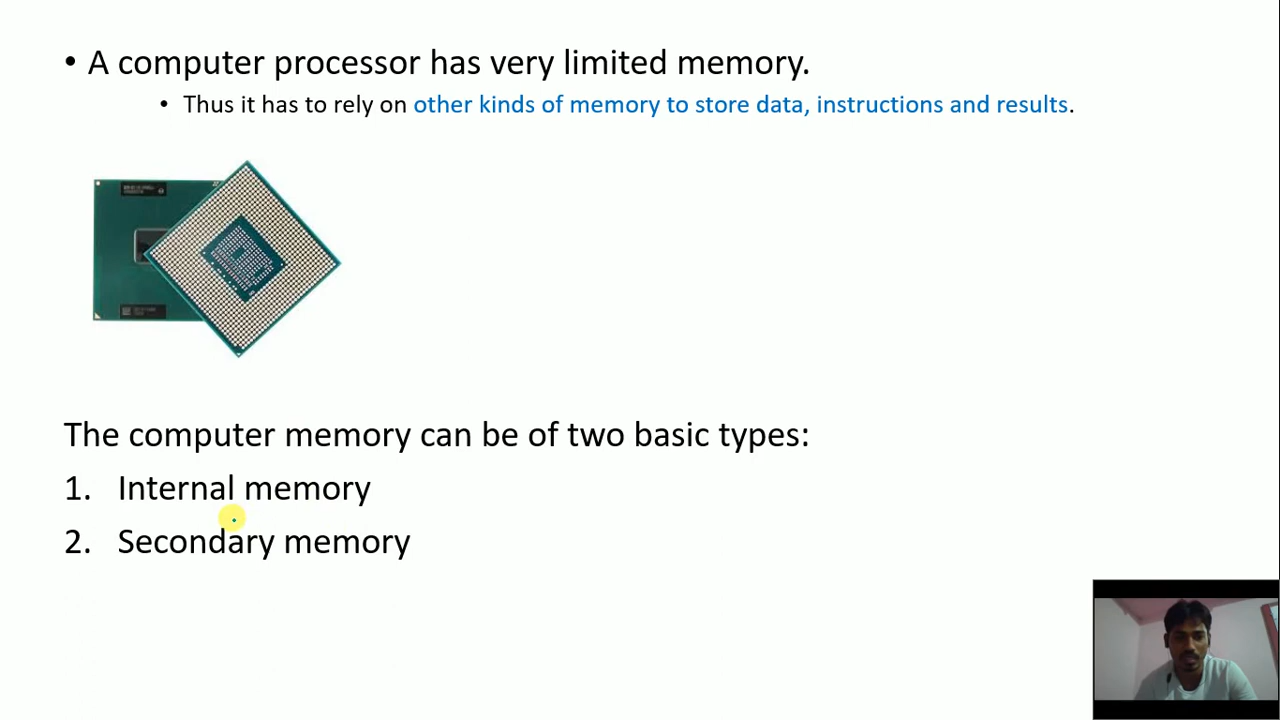 • A computer processor has very limited memory.
• Thus it has to rely on other kinds of memory to store data, instructions and results.
The computer memory can be of two basic types:
1. Internal memory
2. Secondary memory